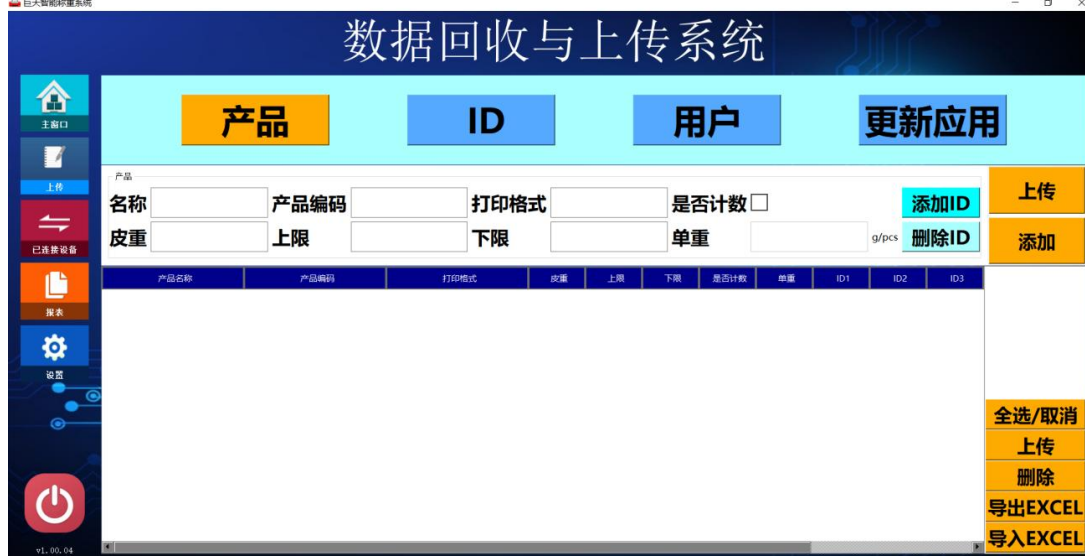 巨天智能称重系统
数据回收与上传系统
主窗口
上传
已连接设备
报表
设置
v1.00.04
产品 ID 用户 更新应用
产品
名称 产品编码 打印格式 是否计数 添加ID
皮重 上限 下限 单重 g/pcs 删除ID
上传
添加
产品名称 产品编码 打印格式 皮重 上限 下限 是否计数 单重 ID1 ID2 ID3
全选/取消
上传
删除
导出EXCEL
导入EXCEL